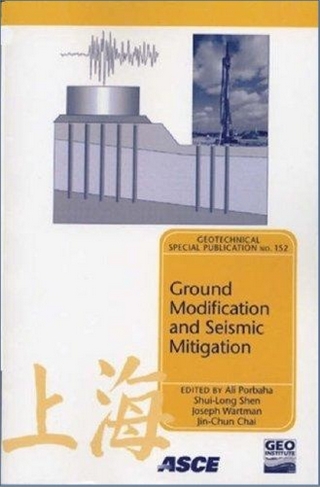 GEOTECHNICAL
SPECIAL PUBLICATION NO. 152
Ground
Modification
and Seismic
Mitigation
EDITED BY Ali Porbaha
Shui-Long Shen
Joseph Wartman
Jin-Chun Chai
上海
ASCE
GEO
INSTITUTE